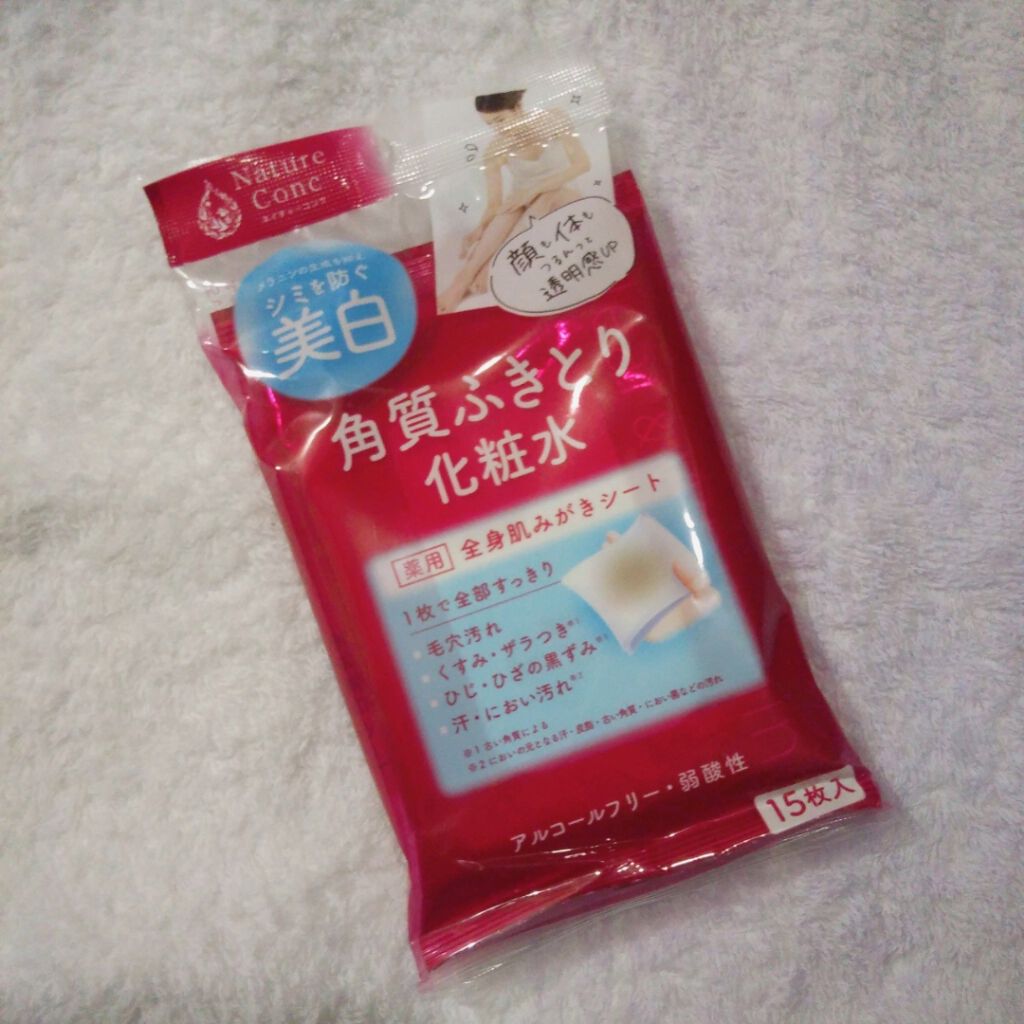 Nature
Conc
ネイチャーコンク
メラニンの生成を抑え
シミを防ぐ
美白
顔も体も
つるんっと
透明感UP
角質ふきとり
化粧水
薬用 全身肌みがきシート
1枚で全部すっきり
毛穴汚れ
くすみ・ザラつき※1
ひじ・ひざの黒ずみ※1
汗・におい汚れ※2
※1 古い角質による
※2 においの元となる汗・皮脂・古い角質・におい菌などの汚れ
アルコールフリー・弱酸性
15枚入